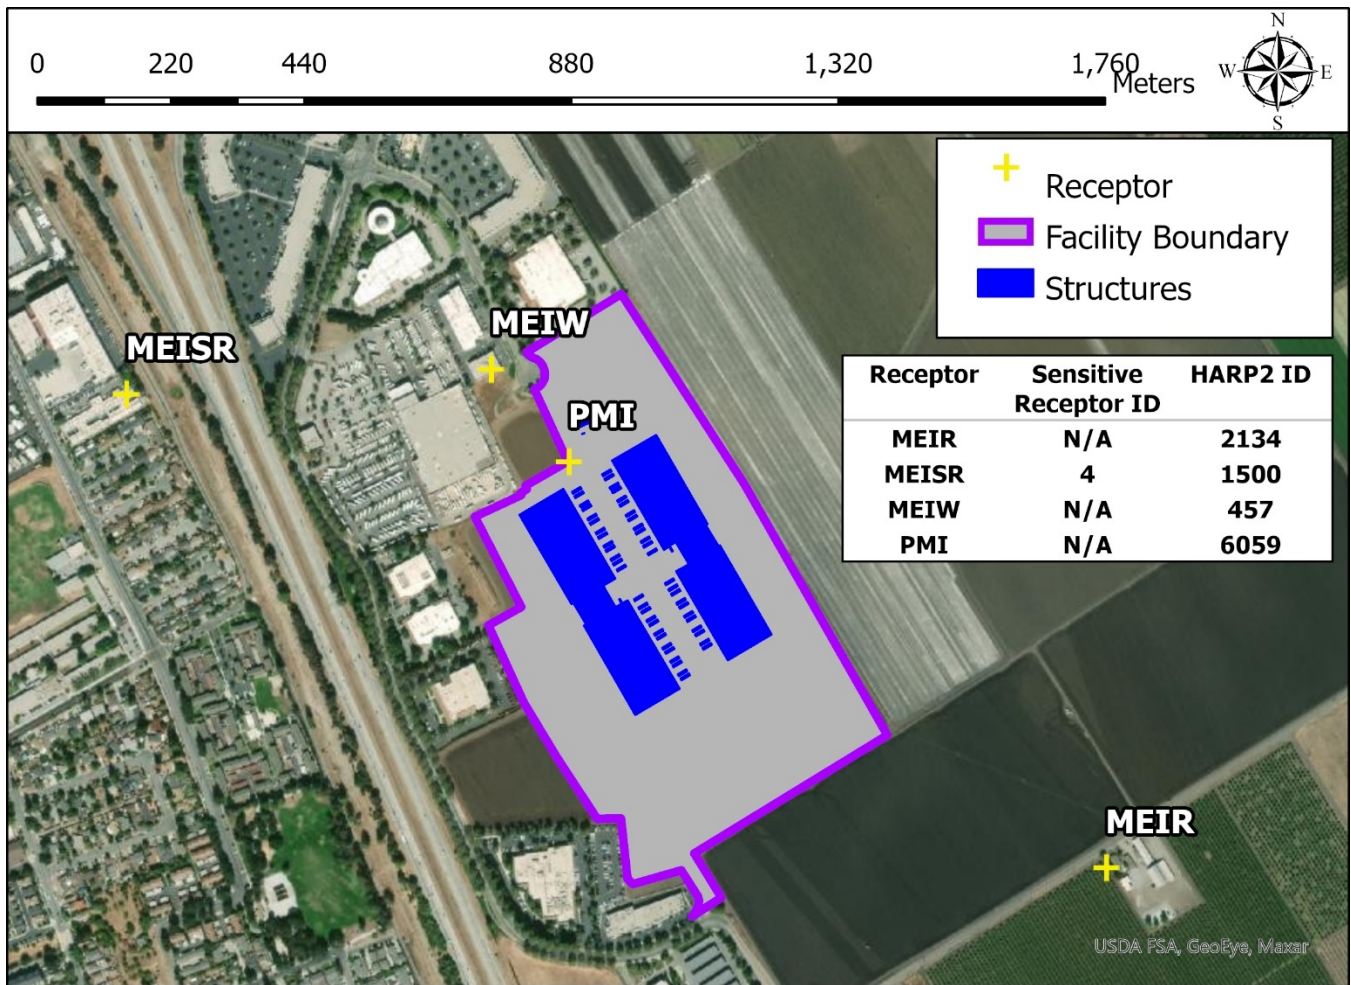 0 220 440 880 1,320 1,760
Meters
N
W E
S
Receptor
Facility Boundary
Structures
MEISR
MEIW
PMI
MEIR
Receptor Sensitive Receptor ID HARP2 ID
MEIR N/A 2134
MEISR 4 1500
MEIW N/A 457
PMI N/A 6059
USDA FSA, GeoEye, Maxar